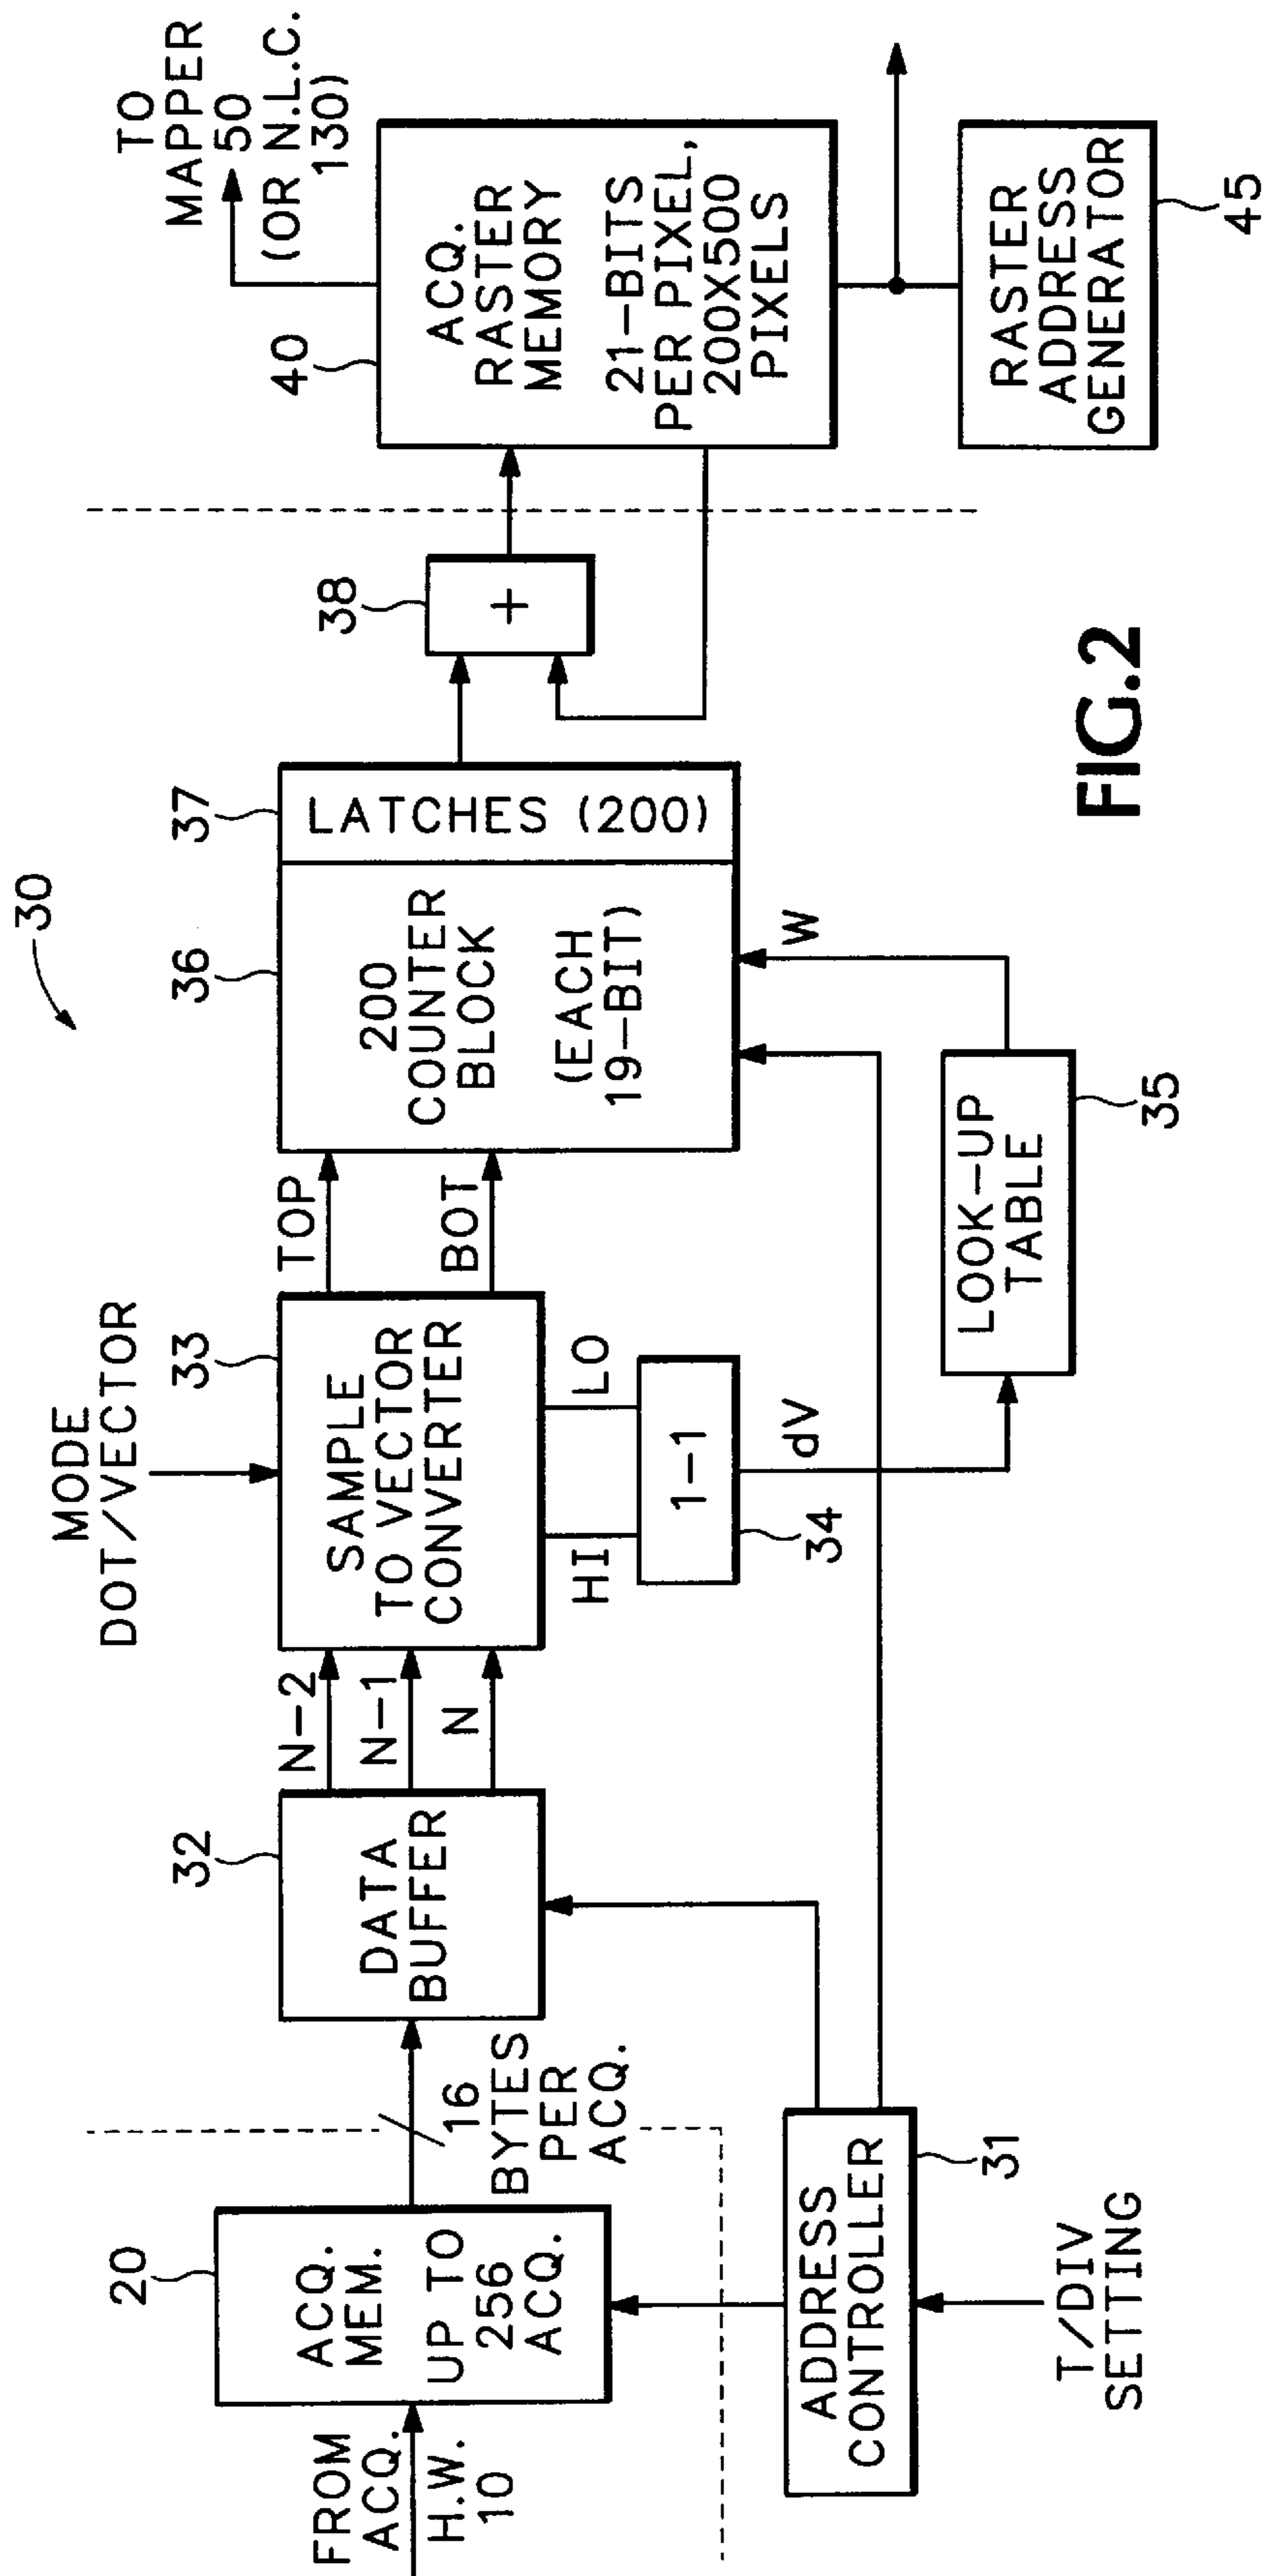 30
FROM
ACQ.
H.W.
10
20
ACQ.
MEM.
UP TO
256
ACQ.
16
BYTES
PER
ACQ.
ADDRESS
CONTROLLER
31
T/DIV
SETTING
32
DATA
BUFFER
N-2
N-1
N
MODE
DOT/VECTOR
33
SAMPLE
TO VECTOR
CONVERTER
HI
LO
1-1
34
dV
TOP
BOT
LOOK-UP
TABLE
35
W
36
200
COUNTER
BLOCK
(EACH
19-BIT)
37
LATCHES (200)
38
+
40
ACQ.
RASTER
MEMORY
21-BITS
PER PIXEL,
200X500
PIXELS
TO
MAPPER
50
(OR N.L.C.
130)
RASTER
ADDRESS
GENERATOR
45
FIG.2